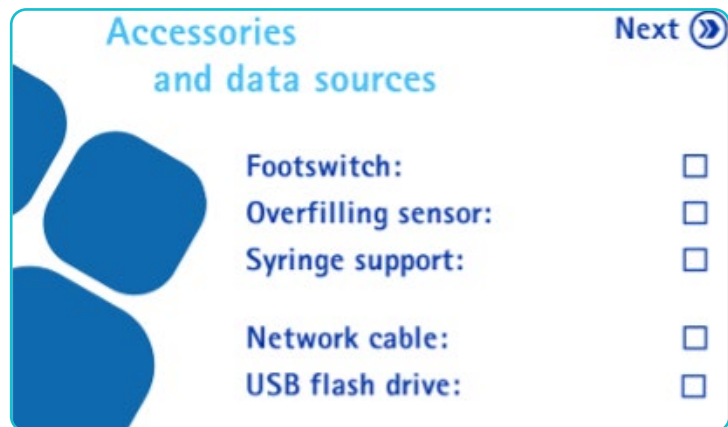 Accessories
and data sources
Next
Footswitch:
Overfilling sensor:
Syringe support:
Network cable:
USB flash drive: